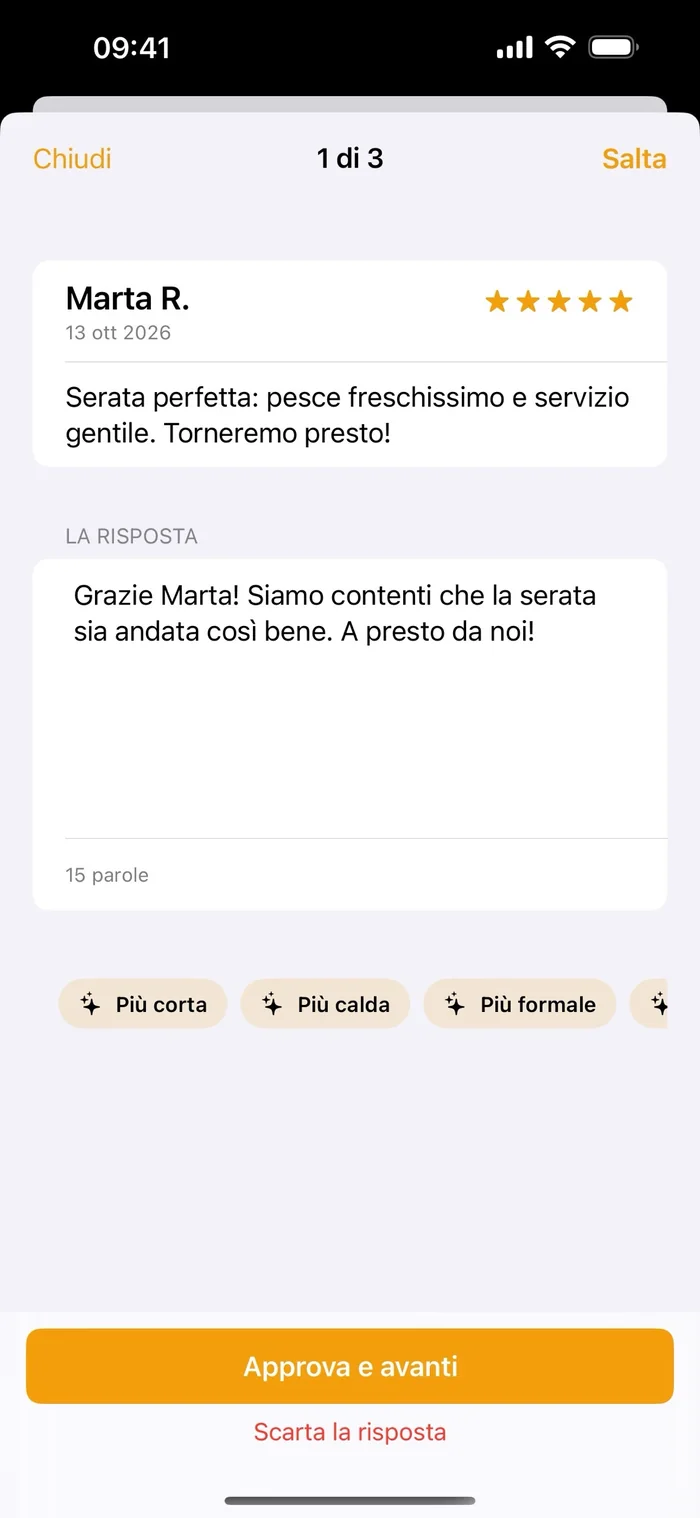 09:41
Chiudi
1 di 3
Salta
Marta R.
13 ott 2026
Serata perfetta: pesce freschissimo e servizio
gentile. Torneremo presto!
LA RISPOSTA
Grazie Marta! Siamo contenti che la serata
sia andata così bene. A presto da noi!
15 parole
Più corta
Più calda
Più formale
Approva e avanti
Scarta la risposta